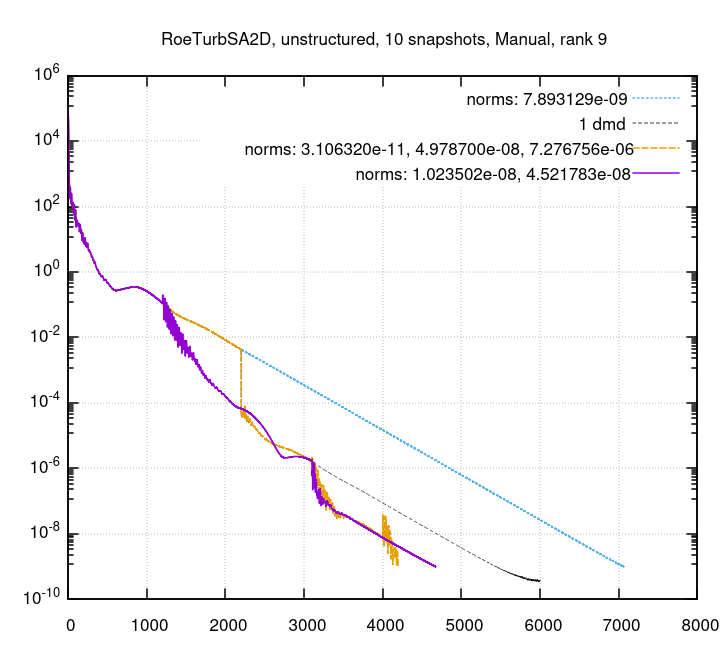 RoeTurbSA2D, unstructured, 10 snapshots, Manual, rank 9
10^6
10^4
10^2
10^0
10^-2
10^-4
10^-6
10^-8
10^-10
norms: 7.893129e-09
1 dmd
norms: 3.106320e-11, 4.978700e-08, 7.276756e-06
norms: 1.023502e-08, 4.521783e-08
0 1000 2000 3000 4000 5000 6000 7000 8000